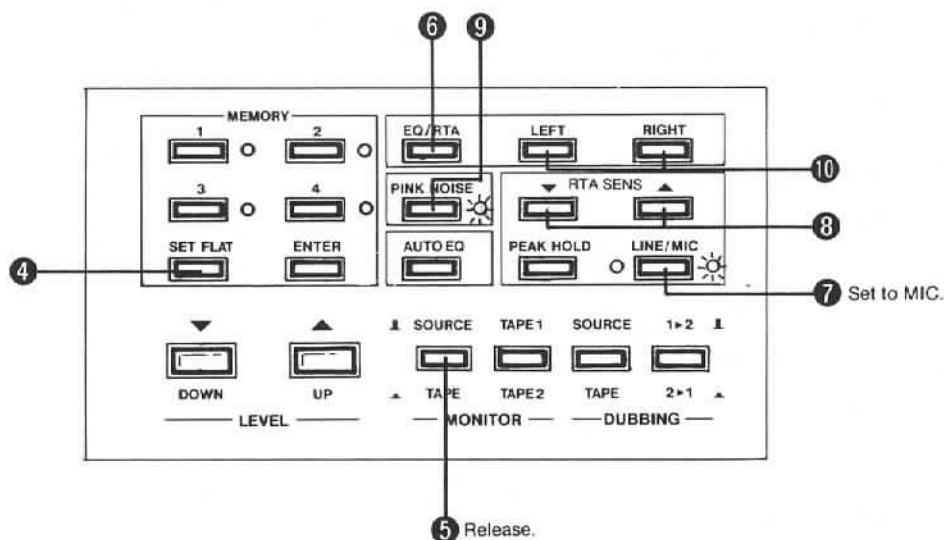 6 9
MEMORY
1 2 EQ/RTA LEFT RIGHT
10
3 4 PINK NOISE ▼ RTA SENS ▲
8
4 SET FLAT ENTER AUTO EQ PEAK HOLD LINE/MIC
7 Set to MIC.
▼ ▲ SOURCE TAPE 1 SOURCE 1▸2
DOWN UP TAPE TAPE 2 TAPE 2▸1
LEVEL MONITOR DUBBING
5 Release.